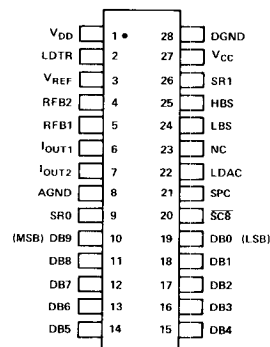 VDD 1 28 DGND
LDTR 2 27 VCC
VREF 3 26 SR1
RFB2 4 25 HBS
RFB1 5 24 LBS
IOUT1 6 23 NC
IOUT2 7 22 LDAC
AGND 8 21 SPC
SR0 9 20 SC8
(MSB) DB9 10 19 DB0 (LSB)
DB8 11 18 DB1
DB7 12 17 DB2
DB6 13 16 DB3
DB5 14 15 DB4